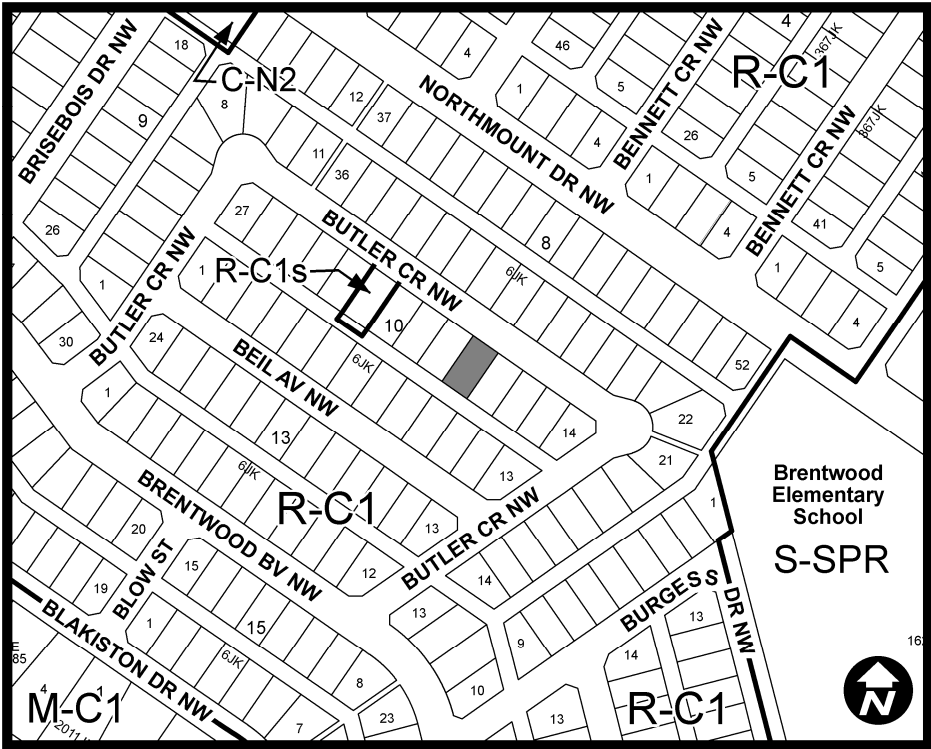 4
4
46
367JK
R-C1
18
C-N2
BRISEBOIS DR NW
9
8
12
37
NORTHMOUNT DR NW
1
5
4
BENNETT CR NW
26
367JK
11
36
1
5
BENNETT CR NW
41
4
5
26
27
BUTLER CR NW
8
6JK
R-C1s
1
1
1
4
BUTLER CR NW
30
24
10
BEIL AV NW
6JK
52
1
14
22
13
13
21
6JK
BRENTWOOD BV NW
R-C1
13
BUTLER CR NW
1
Brentwood
Elementary
School
S-SPR
20
BLOW ST
15
12
14
19
BLAKISTON DR NW
1
15
6JK
8
13
9
BURGESS DR NW
13
14
10
162
E
85
4
1
M-C1
2011
7
23
13
R-C1
N